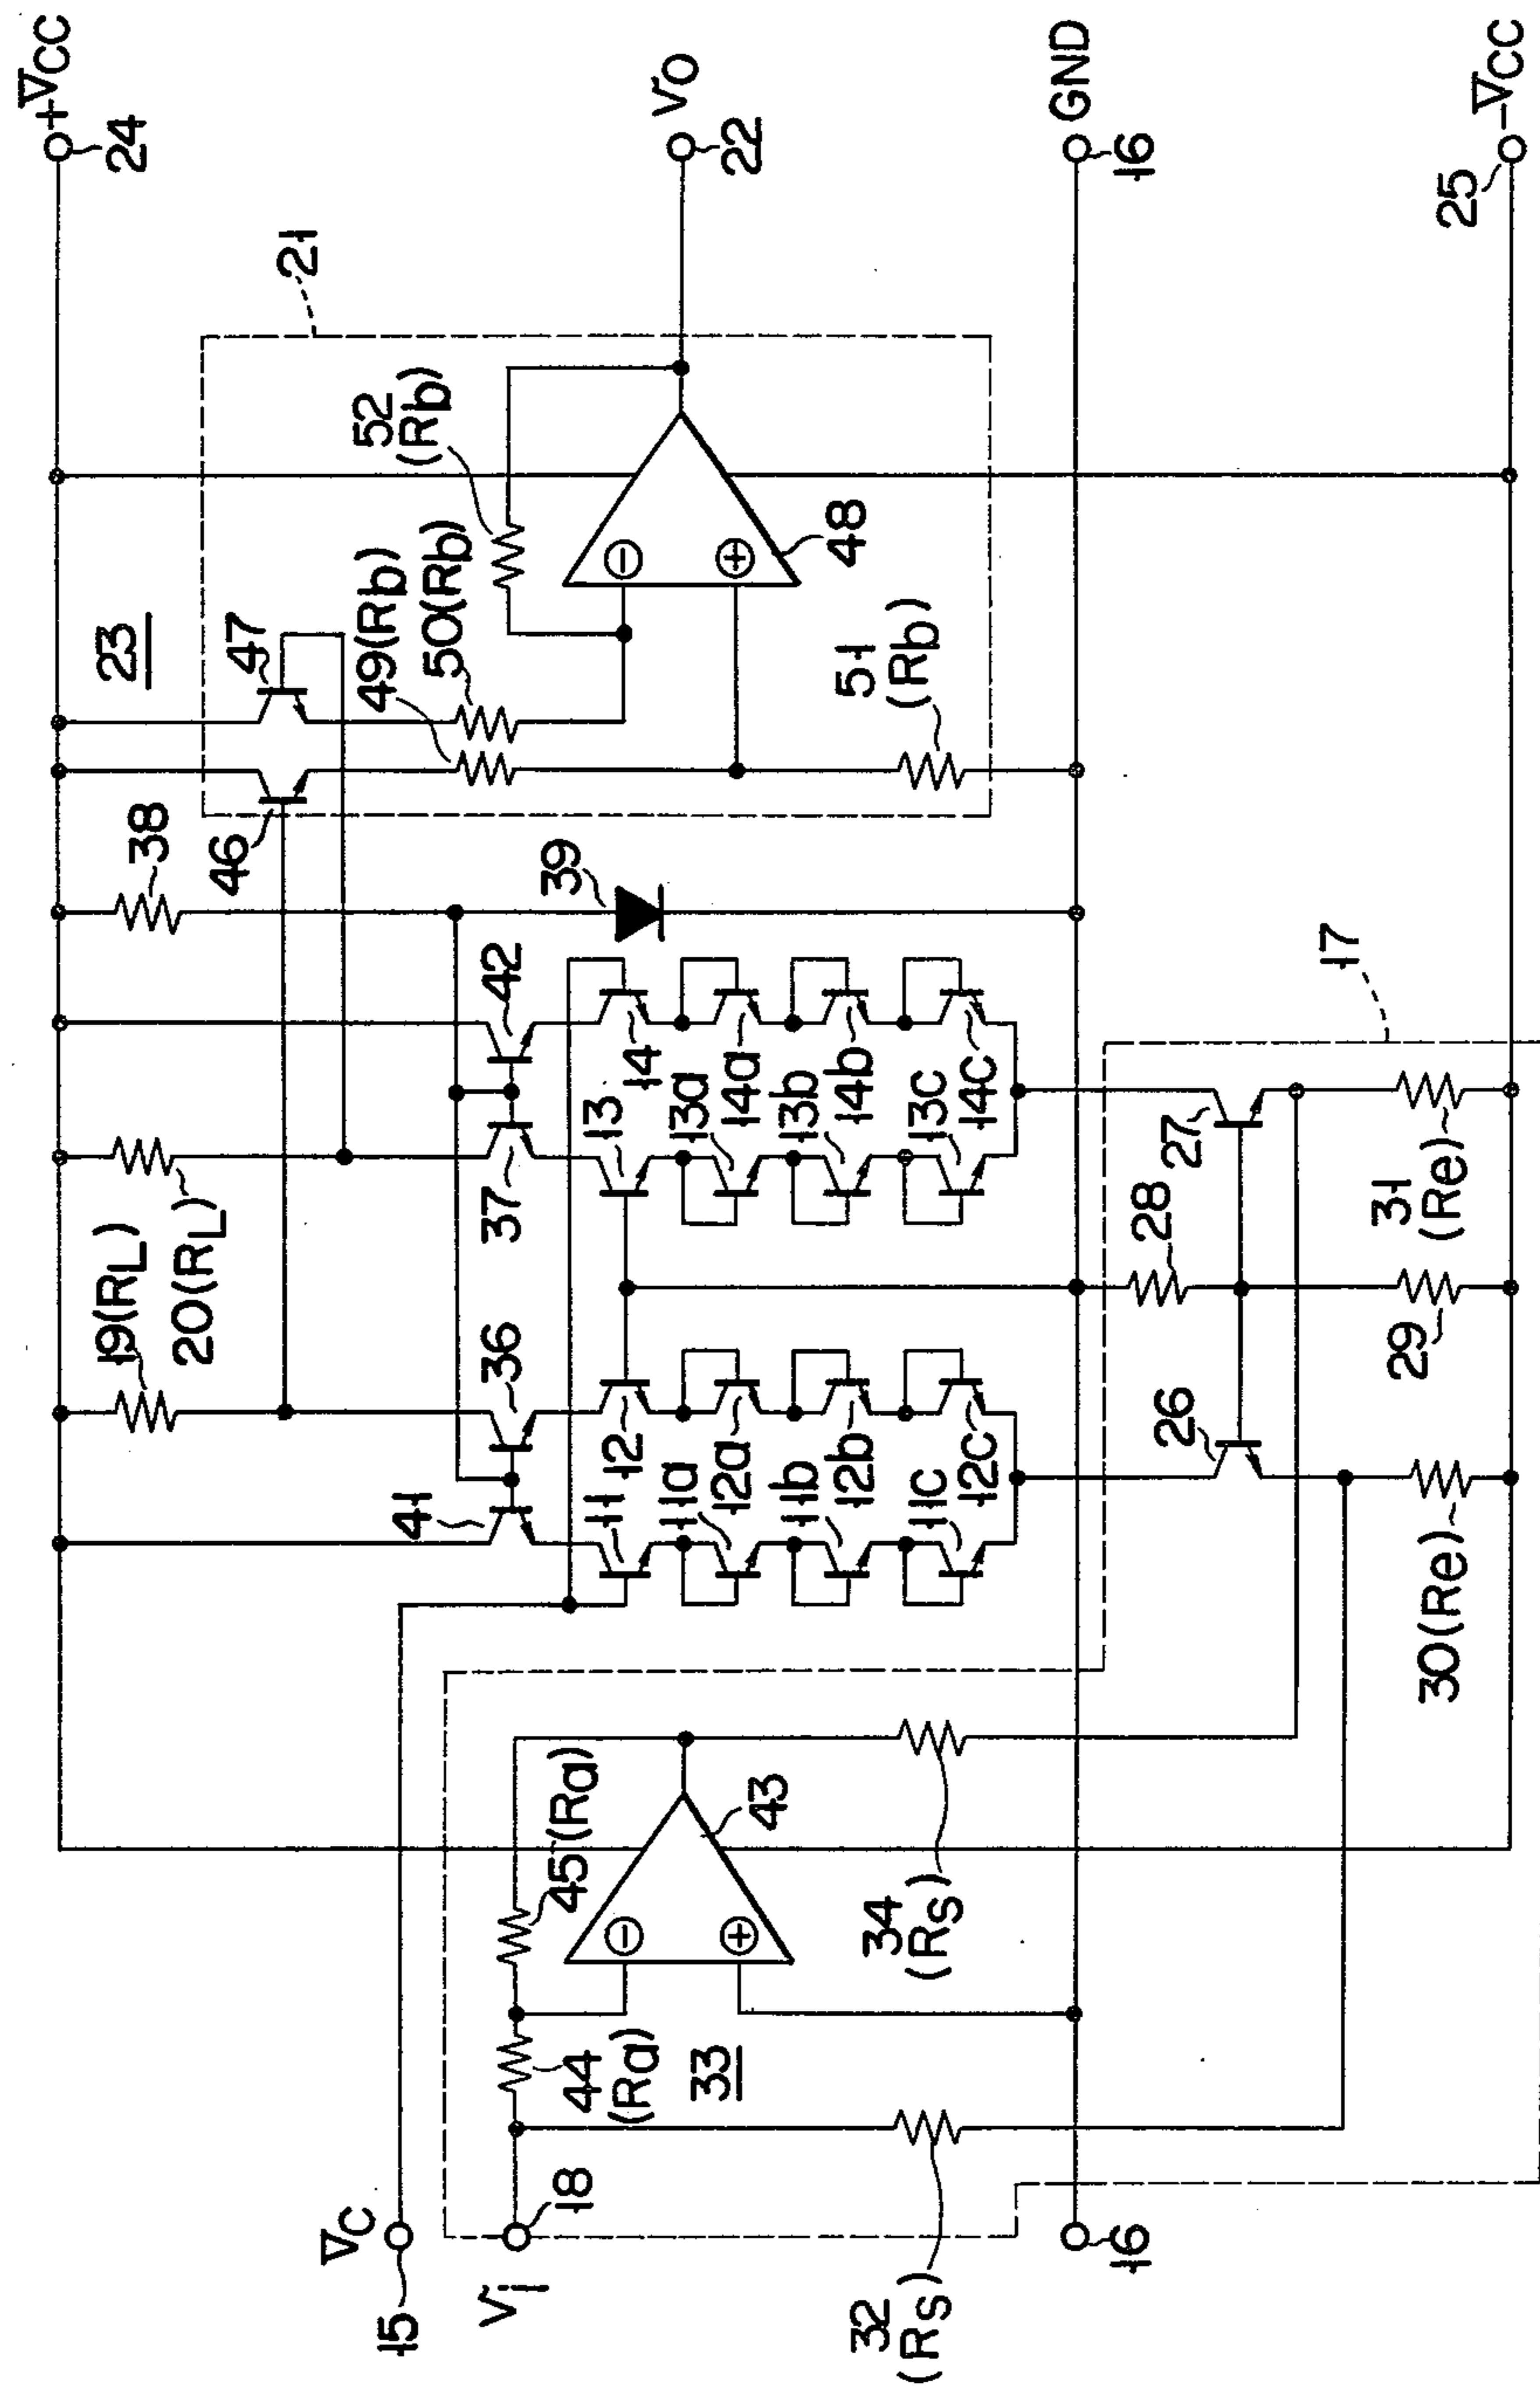 +VCC
24
vO
22
GND
16
25
-VCC
21
52
(Rb)
48
23
47
49(Rb)
50(Rb)
51
(Rb)
46
38
39
42
14
14a
14b
14c
17
37
13
13a
13b
13c
27
28
31
(Re)
29
19(RL)
20(RL)
36
12
12a
12b
12c
26
41
11
11a
11b
11c
30(Re)
45(Ra)
43
34
(Rs)
44
(Ra)
33
VC
15
vi
18
32
(Rs)
16